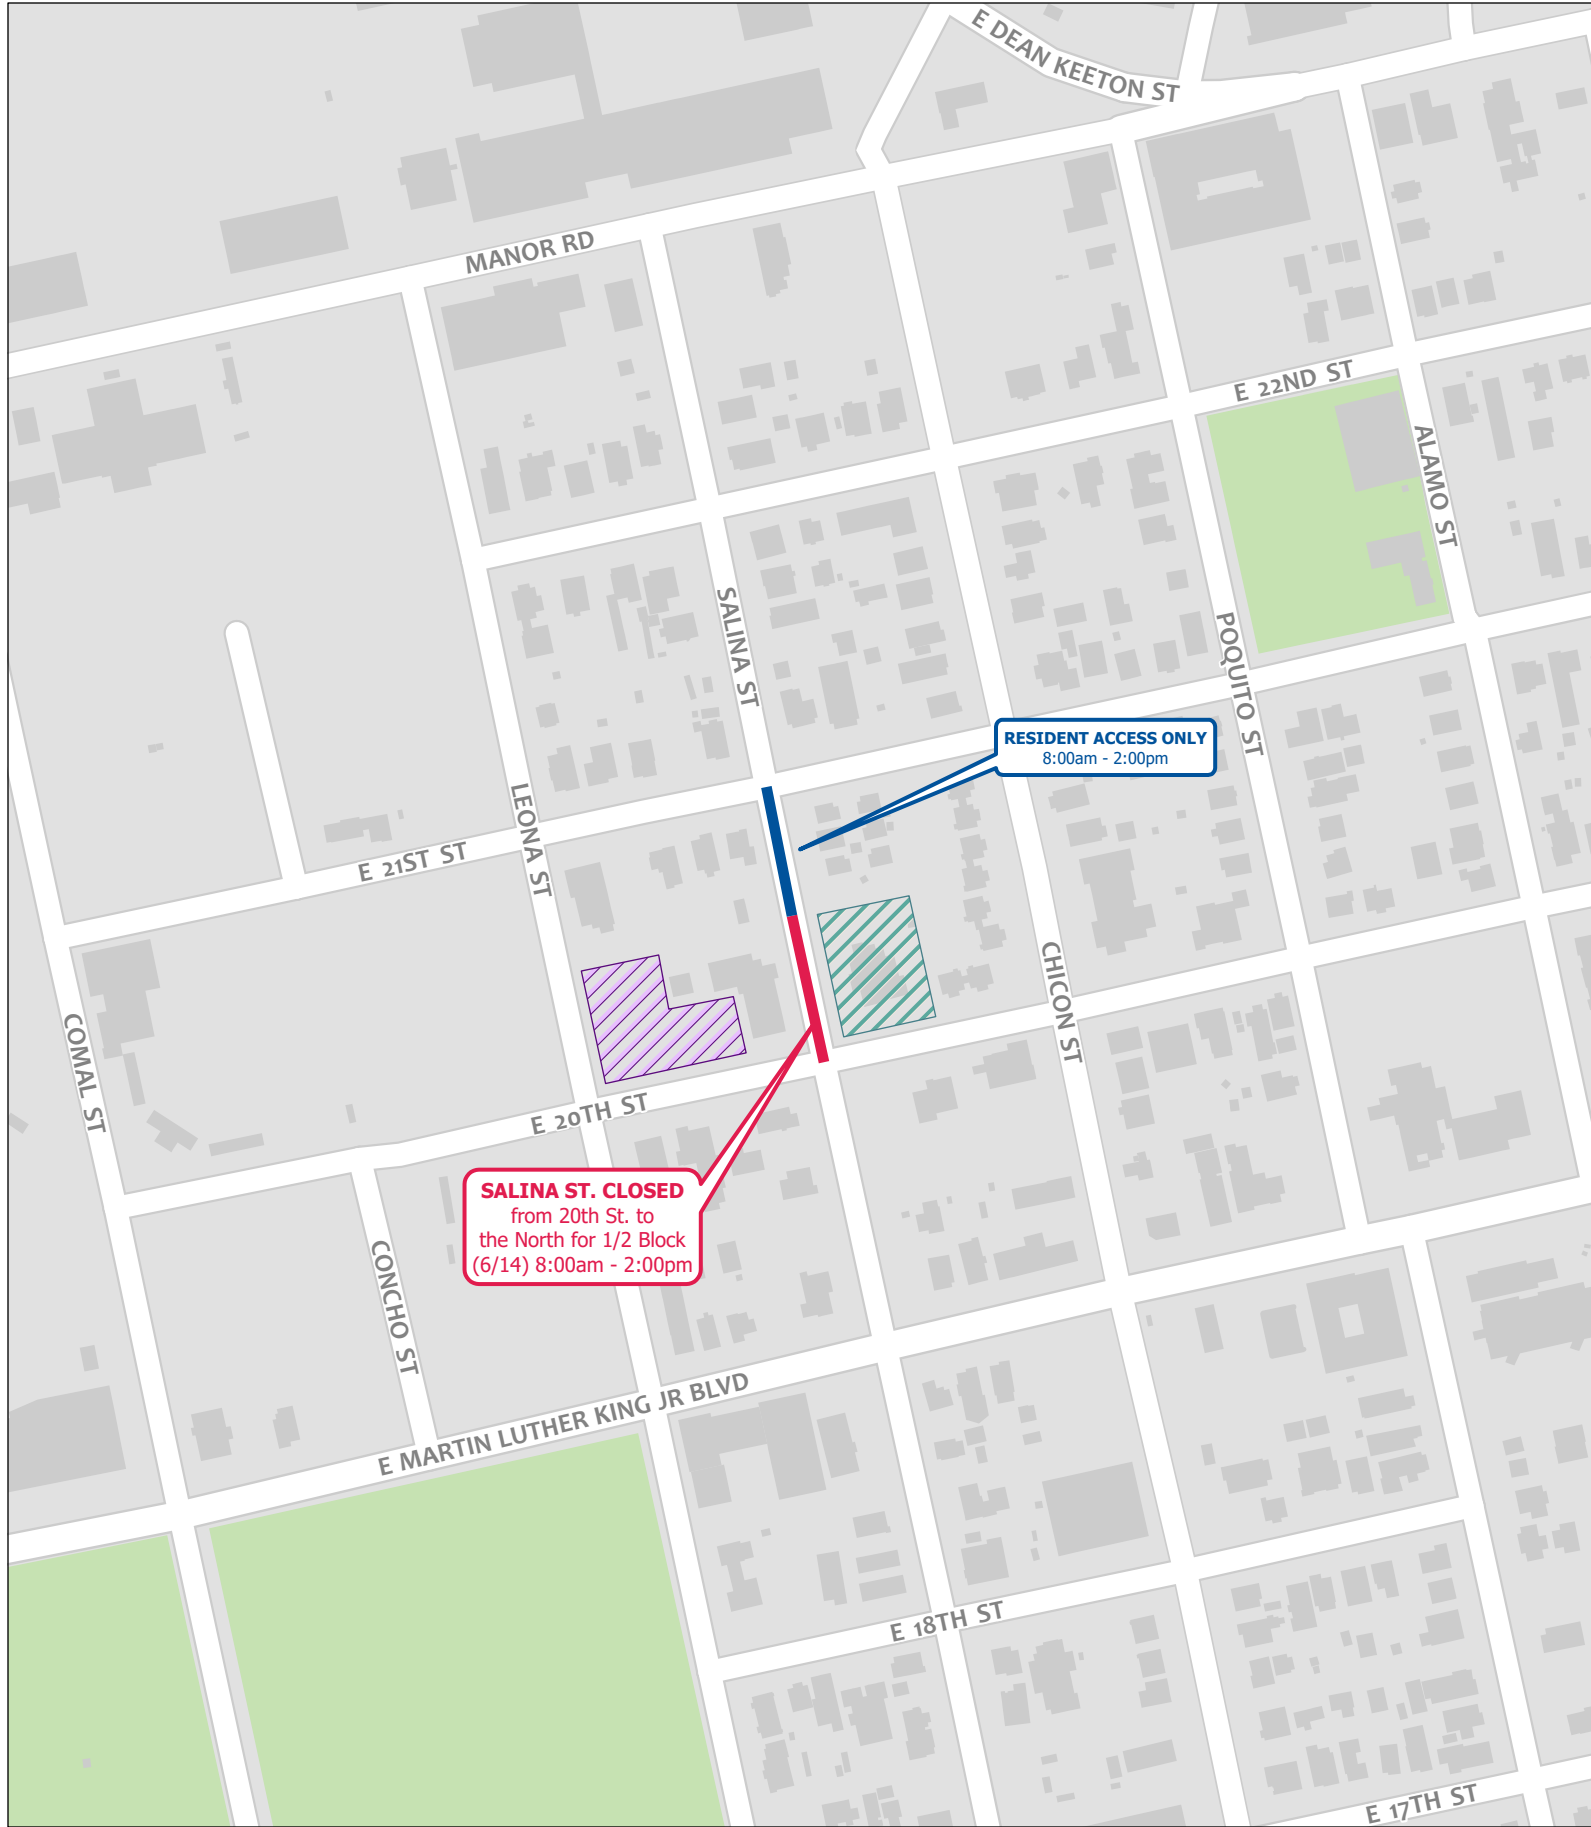 E DEAN KEETON ST
MANOR RD
E 22ND ST
ALAMO ST
SALINA ST
POQUITO ST
RESIDENT ACCESS ONLY
8:00am - 2:00pm
LEONA ST
E 21ST ST
CHICON ST
COMAL ST
E 20TH ST
SALINA ST. CLOSED
from 20th St. to
the North for 1/2 Block
(6/14) 8:00am - 2:00pm
CONCHO ST
E MARTIN LUTHER KING JR BLVD
E 18TH ST
E 17TH ST